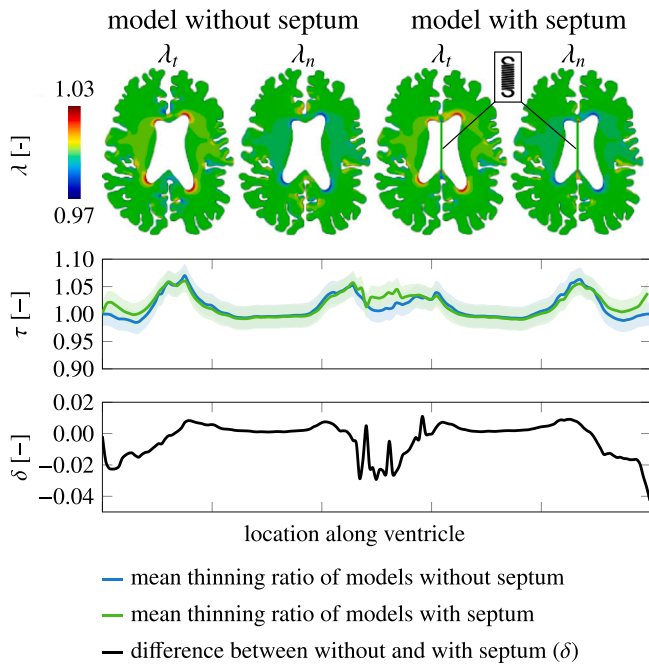 model without septum model with septum
λt λn λt λn
1.03
λ [−]
0.97
1.10
1.05
1.00
0.95
0.90
τ [−]
0.02
0.00
−0.02
−0.04
δ [−]
location along ventricle
mean thinning ratio of models without septum
mean thinning ratio of models with septum
difference between without and with septum (δ)